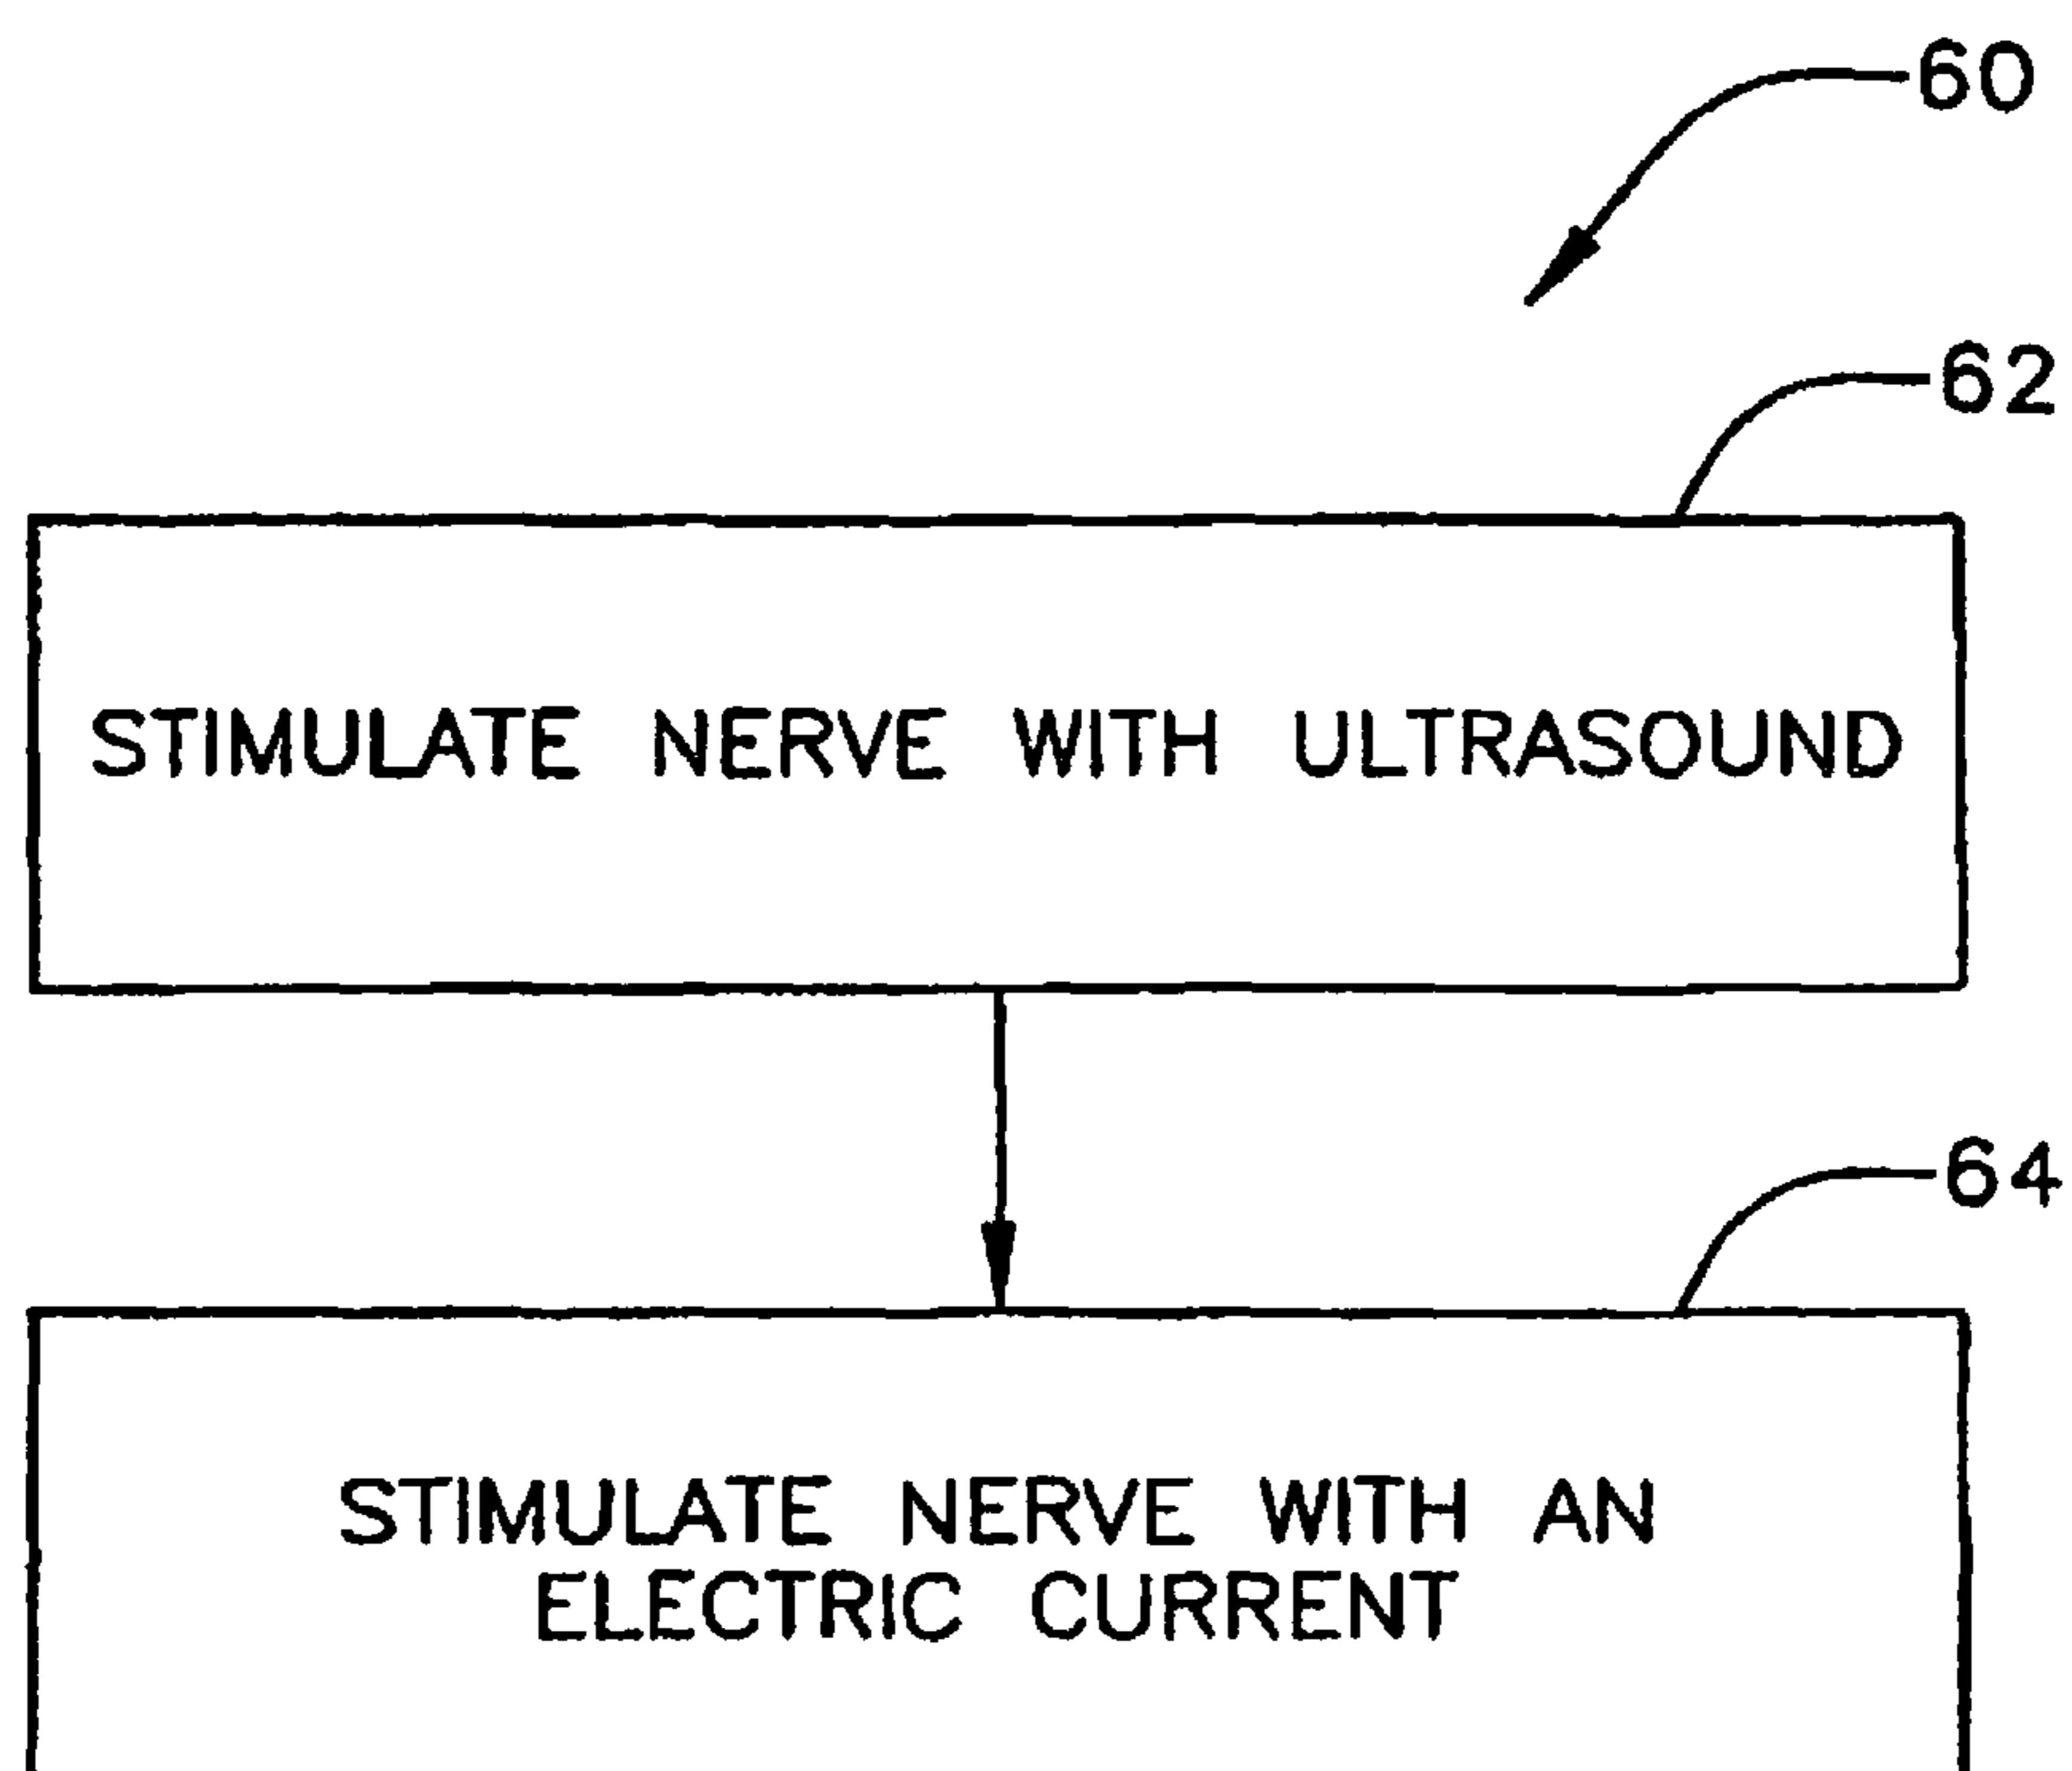 60
62
STIMULATE NERVE WITH ULTRASOUND
64
STIMULATE NERVE WITH AN
ELECTRIC CURRENT